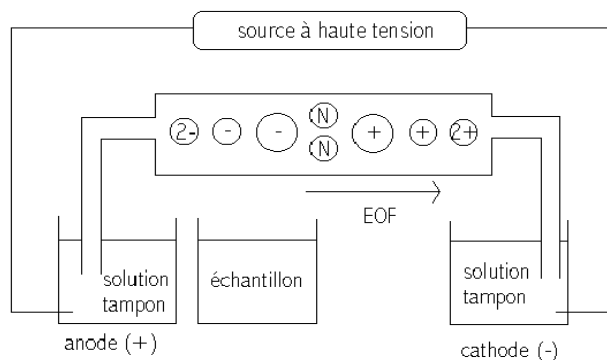 source à haute tension
2- - - N + + 2+
N
EOF
solution
tampon
échantillon
solution
tampon
anode (+)
cathode (-)